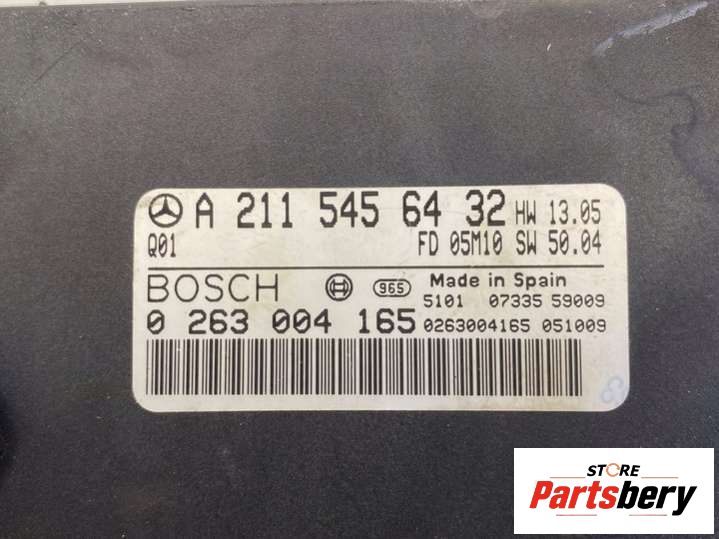 A 211 545 64 32 HW 13.05
Q01 FD 05M10 SW 50.04
BOSCH 965 Made in Spain
5101 07335 59009
0 263 004 165 0263004165 051009
STORE
Partsbery